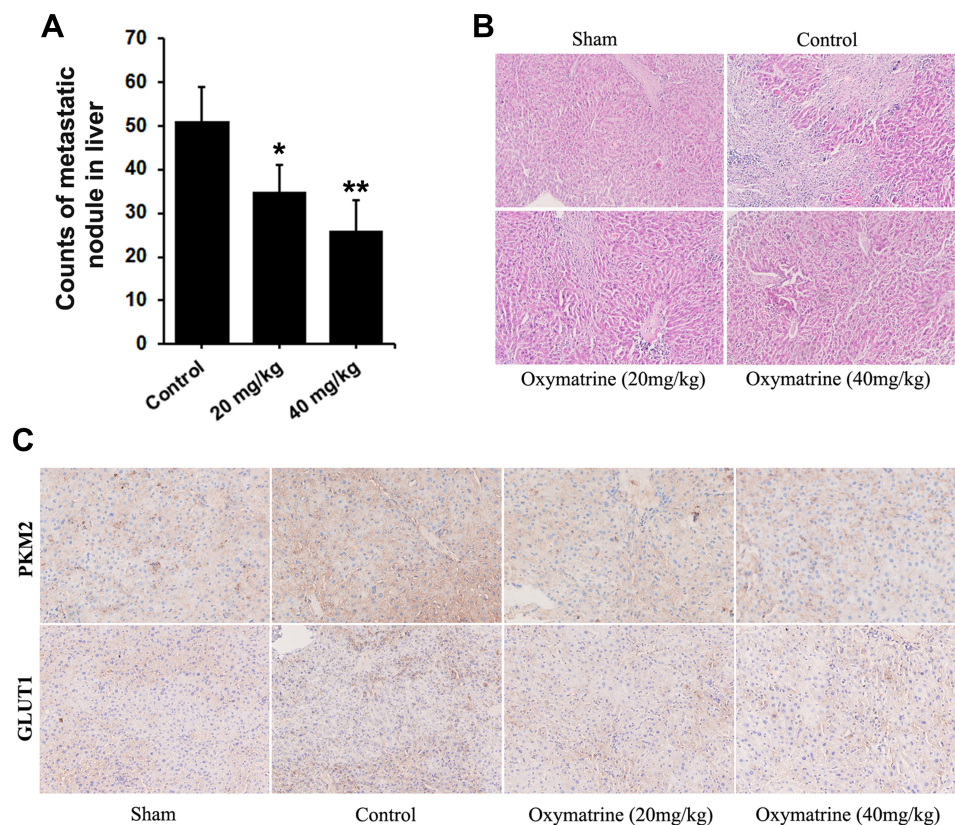 A
Counts of metastatic
nodule in liver
70
60
50
40
30
20
10
0
*
**
Control
20 mg/kg
40 mg/kg
B
Sham
Control
Oxymatrine (20mg/kg)
Oxymatrine (40mg/kg)
C
PKM2
GLUT1
Sham
Control
Oxymatrine (20mg/kg)
Oxymatrine (40mg/kg)